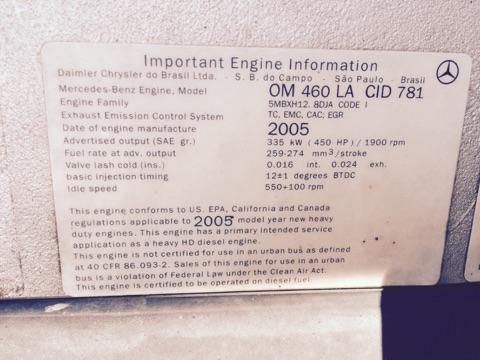 Important Engine Information
Daimler Chrysler do Brasil Ltda. - S. B. do Campo - São Paulo - Brasil
Mercedes-Benz Engine, Model OM 460 LA CID 781
Engine Family 5MBXH12. 8DJA CODE I
Exhaust Emission Control System TC, EMC, CAC; EGR
Date of engine manufacture 2005
Advertised output (SAE gr.) 335 kW (450 HP) / 1900 rpm
Fuel rate at adv. output 259-274 mm³/stroke
Valve lash cold (ins.) 0.016 int. 0.024 exh.
basic injection timing 12±1 degrees BTDC
Idle speed 550+100 rpm
This engine conforms to US. EPA, California and Canada
regulations applicable to 2005 model year new heavy
duty engines. This engine has a primary intended service
application as a heavy HD diesel engine.
This engine is not certified for use in an urban bus as defined
at 40 CFR 86.093-2. Sales of this engine for use in an urban
bus is a violation of Federal Law under the Clean Air Act.
This engine is certified to be operated on diesel fuel.